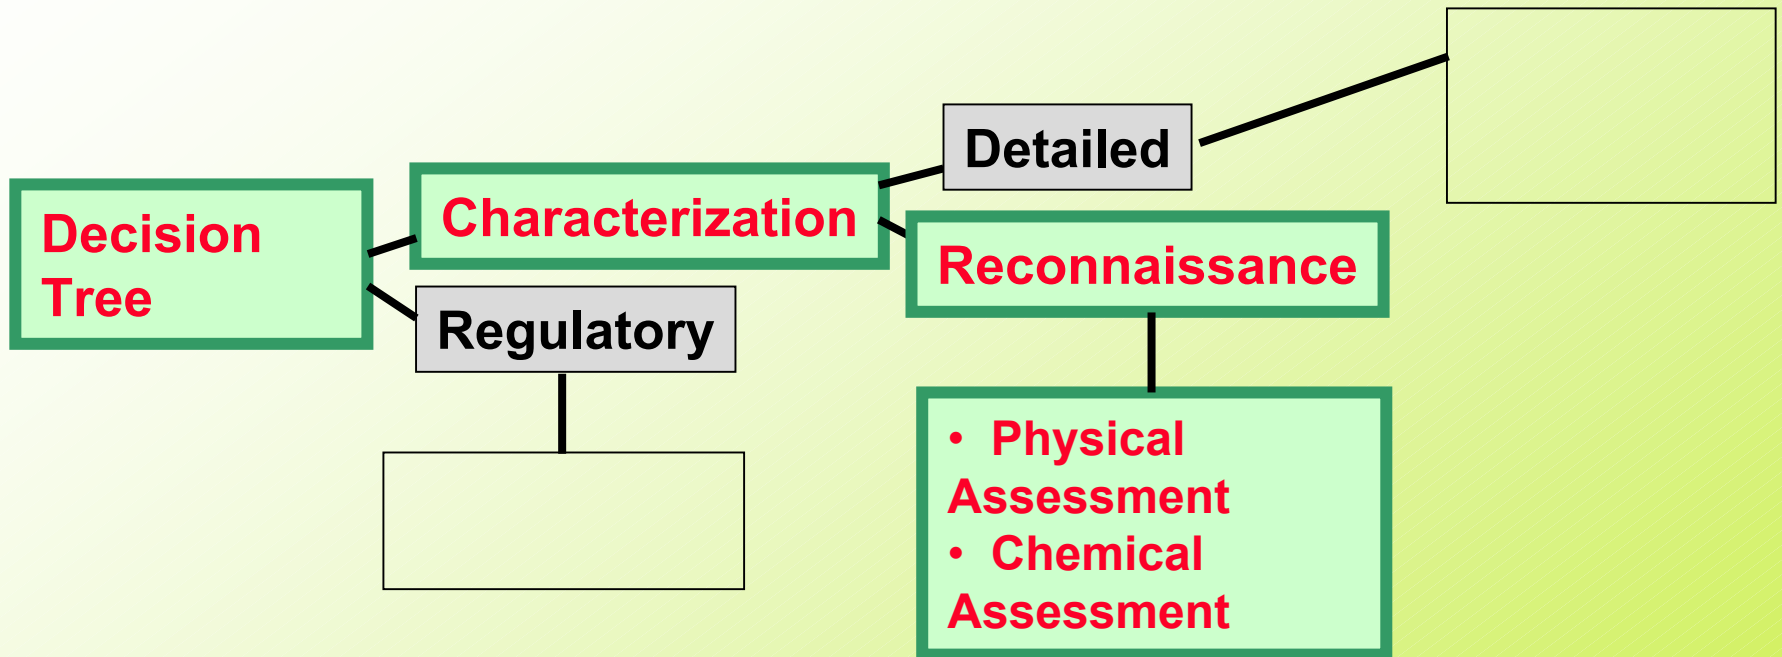 Detailed
Decision
Tree
Characterization
Reconnaissance
Regulatory
• Physical
Assessment
• Chemical
Assessment